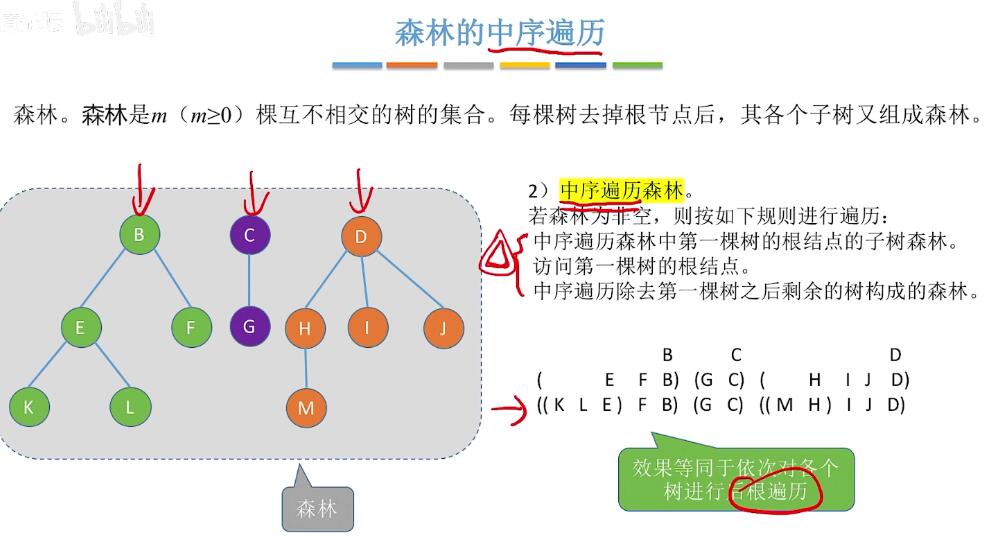 森林的中序遍历
森林。森林是m（m≥0）棵互不相交的树的集合。每棵树去掉根节点后，其各个子树又组成森林。
B
C
D
E
F
G
H
I
J
K
L
M
森林
2）中序遍历森林。
若森林为非空，则按如下规则进行遍历：
中序遍历森林中第一棵树的根结点的子树森林。
访问第一棵树的根结点。
中序遍历除去第一棵树之后剩余的树构成的森林。
B C D
( E F B) (G C) ( H I J D)
((K L E) F B) (G C) ((M H) I J D)
效果等同于依次对各个
树进行后根遍历